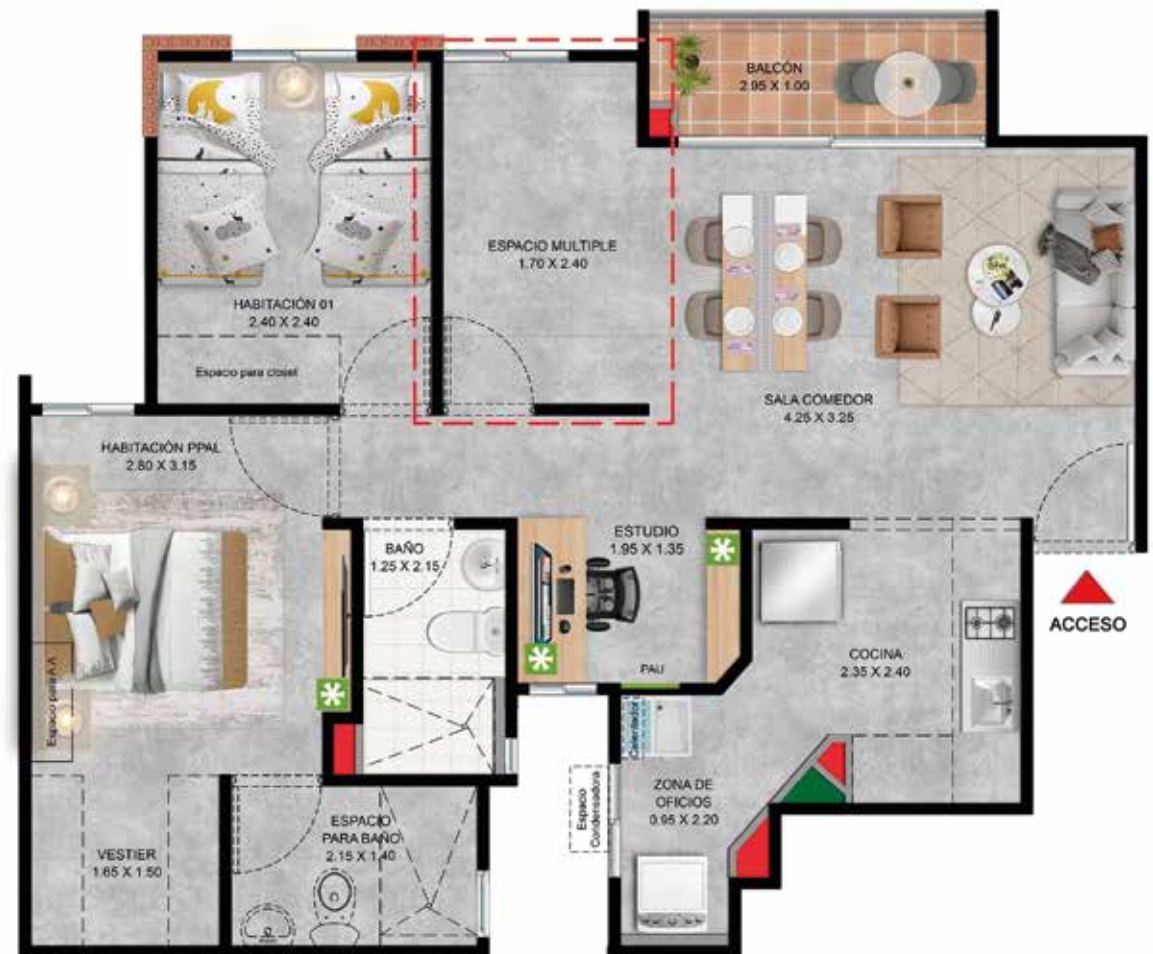 BALCÓN
2.95 X 1.00
ESPACIO MULTIPLE
1.70 X 2.40
HABITACIÓN 01
2.40 X 2.40
Espacio para closet
SALA COMEDOR
4.25 X 3.25
HABITACIÓN PPAL
2.80 X 3.15
BAÑO
1.25 X 2.15
ESTUDIO
1.95 X 1.35
ACCESO
COCINA
2.35 X 2.40
PAU
Espacio para A.A
Calentador
ZONA DE
OFICIOS
0.95 X 2.20
Espacio
Condensadora
ESPACIO
PARA BAÑO
2.15 X 1.40
VESTIER
1.65 X 1.50